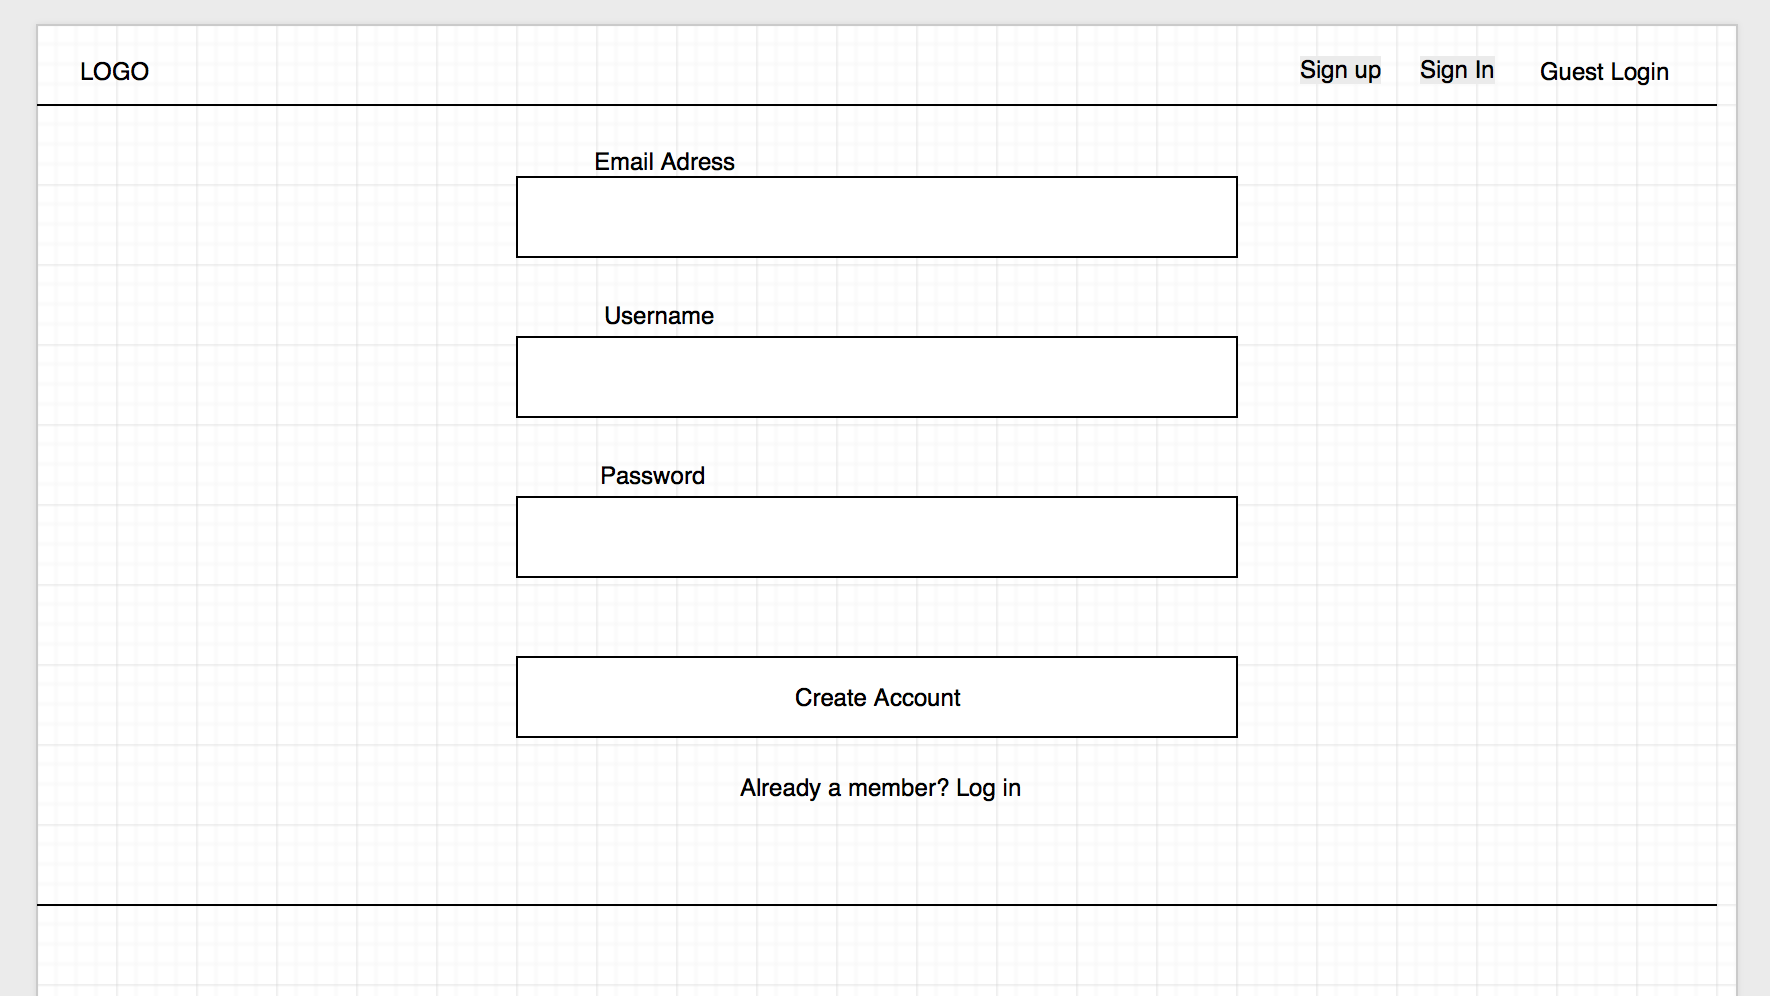 LOGO
Sign up Sign In Guest Login
Email Adress
Username
Password
Create Account
Already a member? Log in